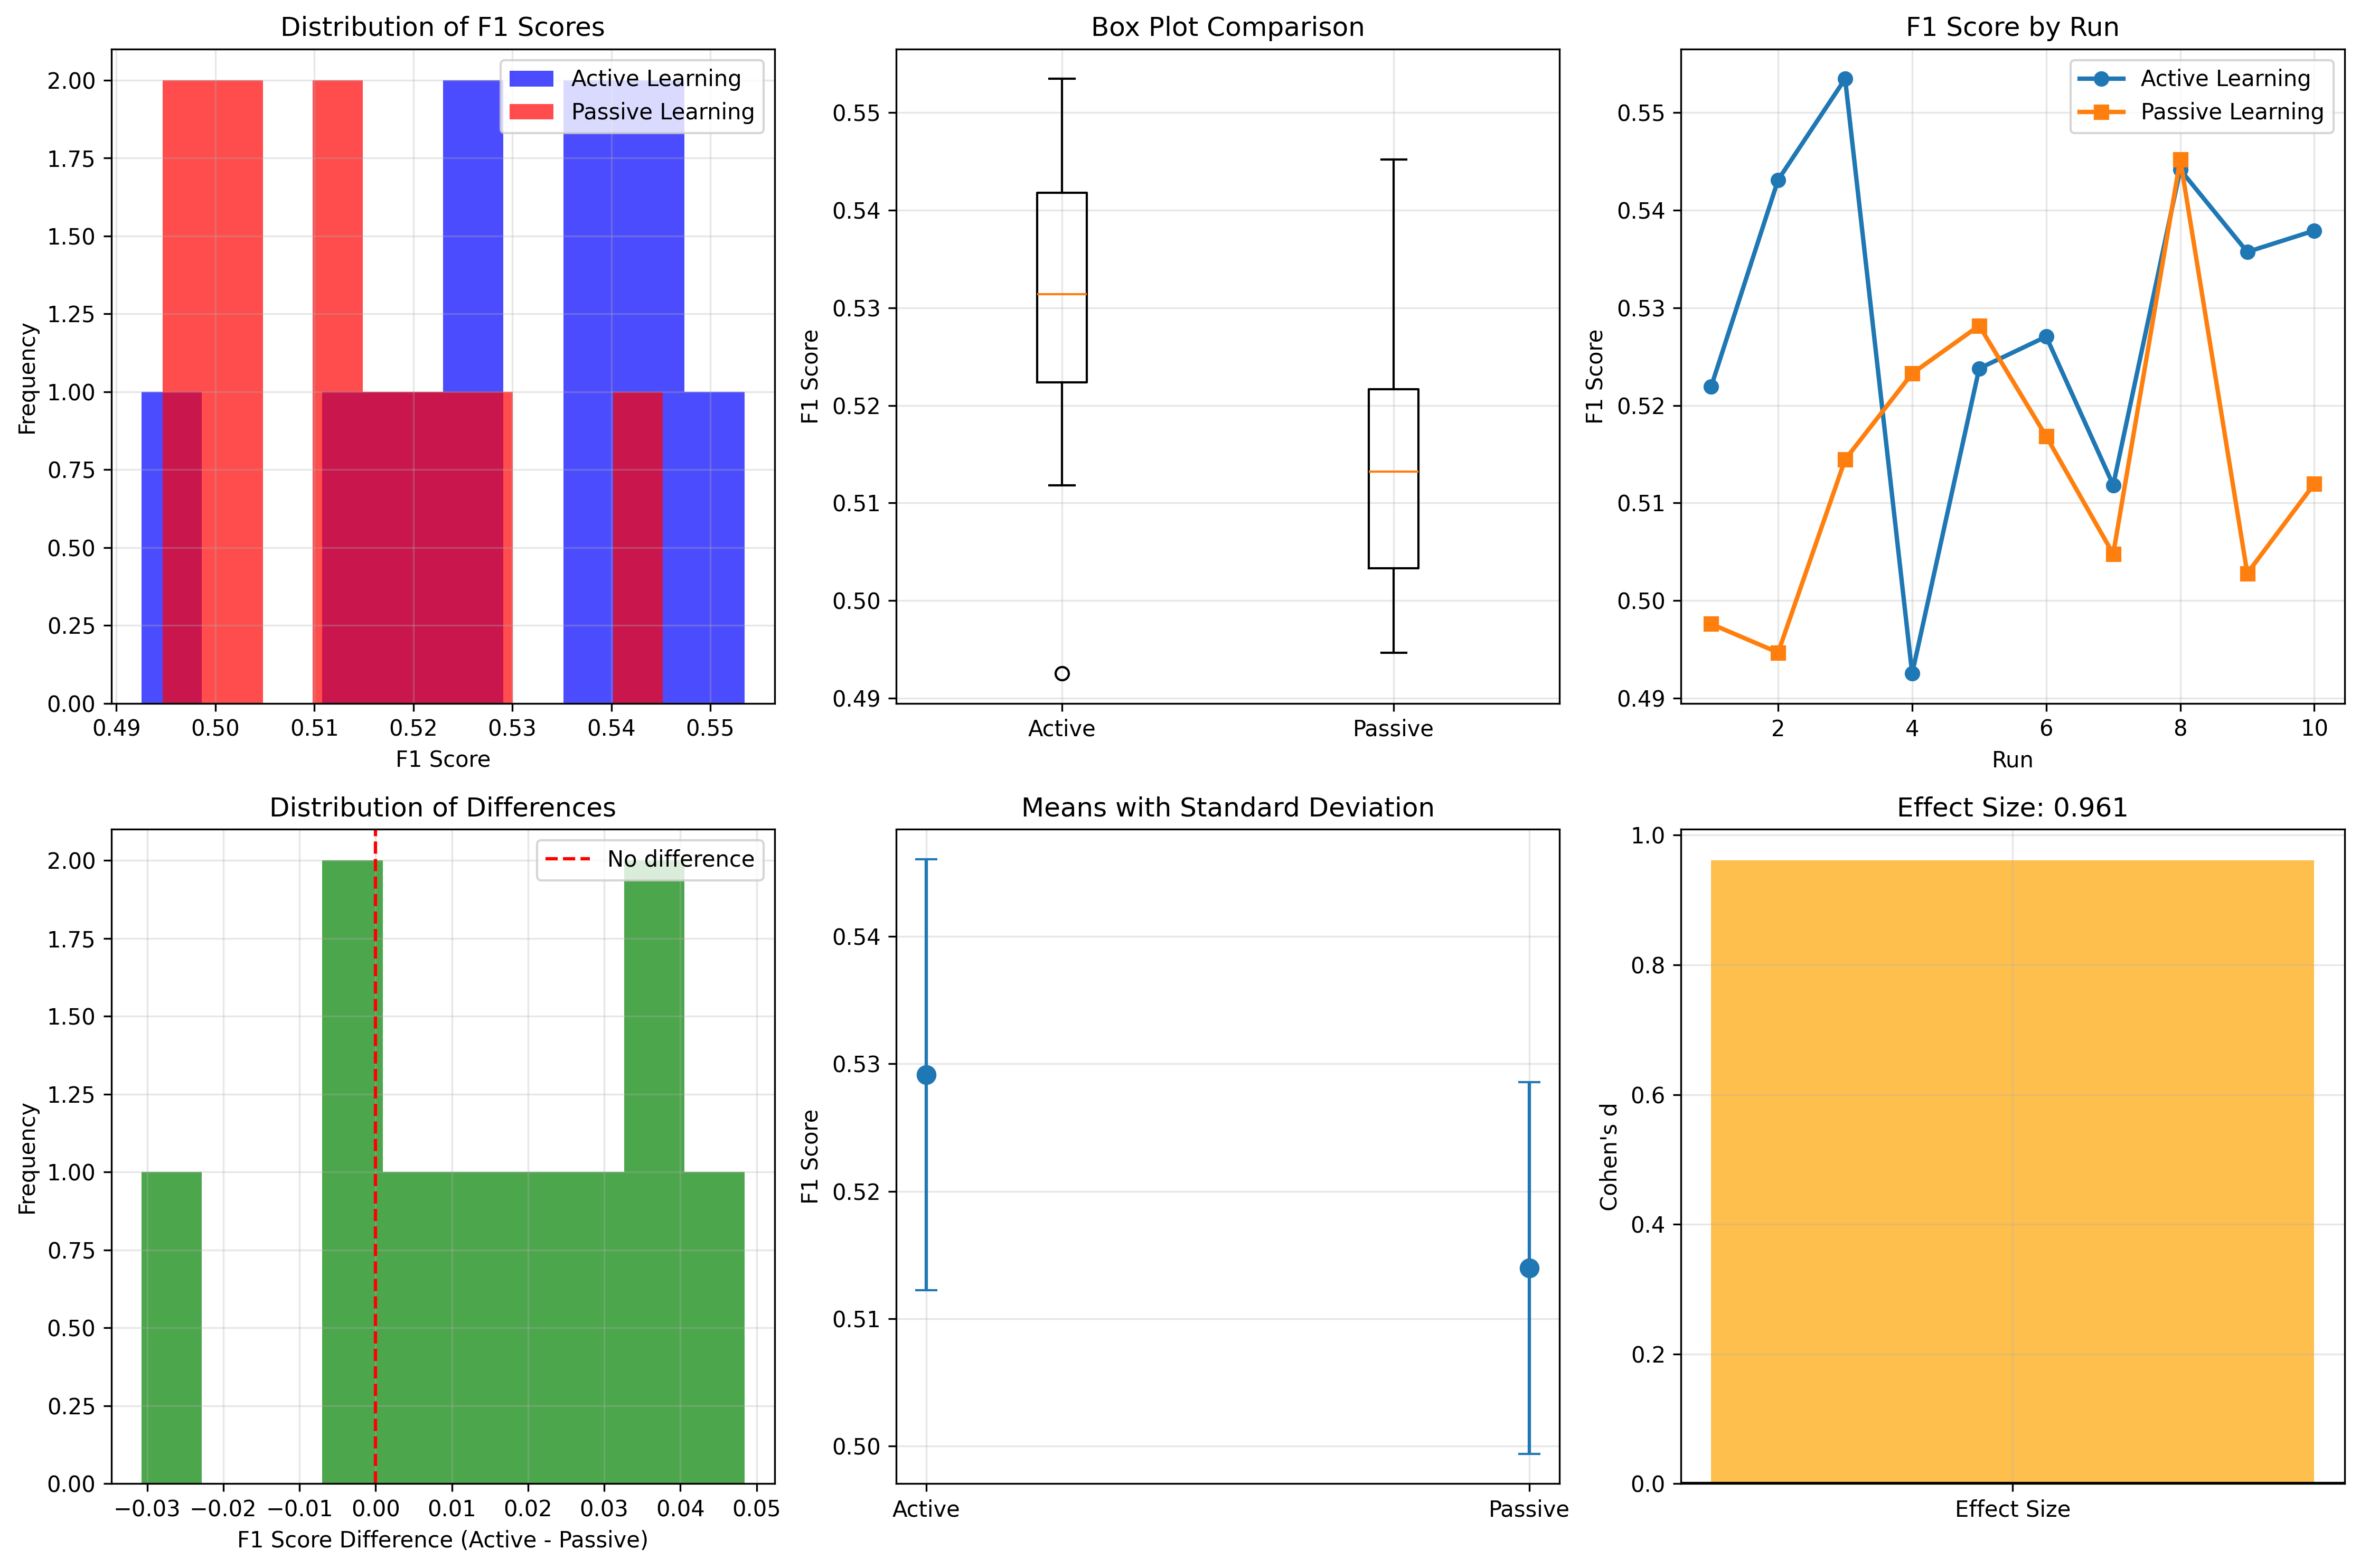 Distribution of F1 Scores
Frequency
2.00
1.75
1.50
1.25
1.00
0.75
0.50
0.25
0.00
Active Learning
Passive Learning
0.49 0.50 0.51 0.52 0.53 0.54 0.55
F1 Score
Box Plot Comparison
F1 Score
0.55
0.54
0.53
0.52
0.51
0.50
0.49
Active Passive
F1 Score by Run
F1 Score
0.55
0.54
0.53
0.52
0.51
0.50
0.49
Active Learning
Passive Learning
2 4 6 8 10
Run
Distribution of Differences
Frequency
2.00
1.75
1.50
1.25
1.00
0.75
0.50
0.25
0.00
No difference
−0.03 −0.02 −0.01 0.00 0.01 0.02 0.03 0.04 0.05
F1 Score Difference (Active - Passive)
Means with Standard Deviation
F1 Score
0.54
0.53
0.52
0.51
0.50
Active Passive
Effect Size: 0.961
Cohen's d
1.0
0.8
0.6
0.4
0.2
0.0
Effect Size